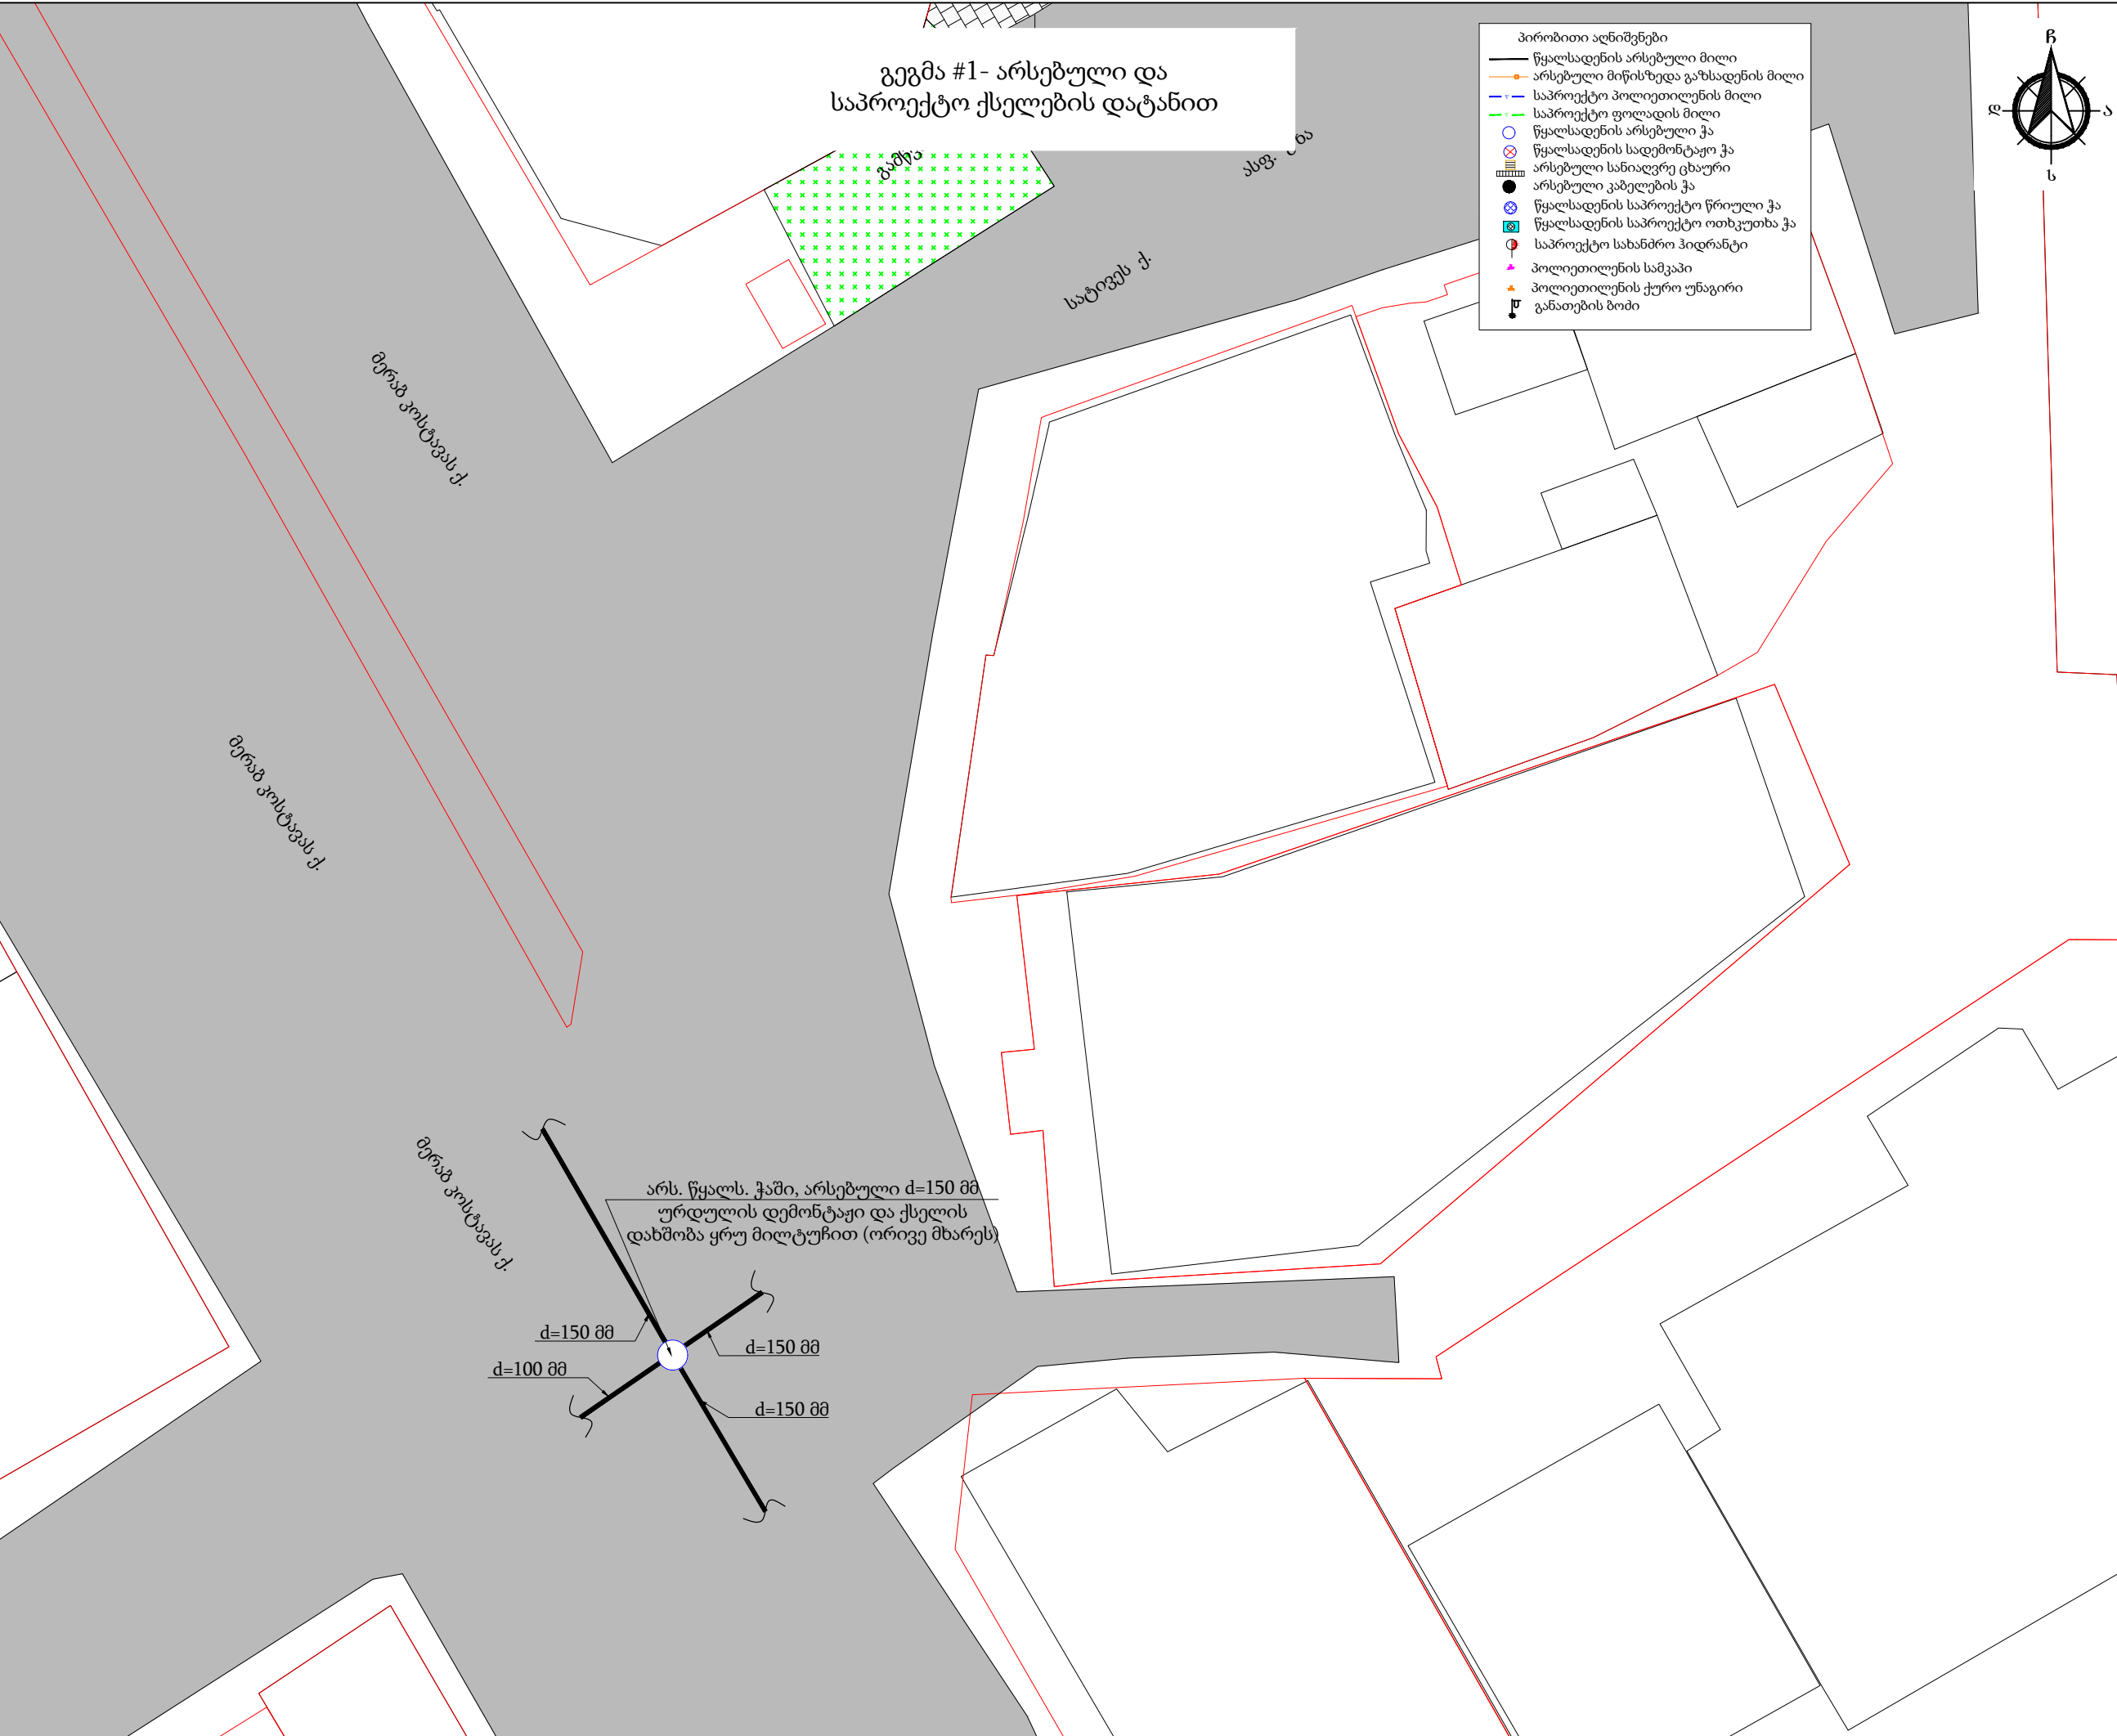 გეგმა #1- არსებული და
საპროექტო ქსელების დატანით
პირობითი აღნიშვნები
წყალსადენის არსებული მილი
არსებული მიწისზედა გაზსადენის მილი
საპროექტო პოლიეთილენის მილი
საპროექტო ფოლადის მილი
წყალსადენის არსებული ჭა
წყალსადენის სადემონტაჟო ჭა
არსებული სანიაღვრე ცხაური
არსებული კაბელების ჭა
წყალსადენის საპროექტო წრიული ჭა
წყალსადენის საპროექტო ოთხკუთხა ჭა
საპროექტო სახანძრო ჰიდრანტი
პოლიეთილენის სამკაპი
პოლიეთილენის ქურო უნაგირი
განათების ბოძი
ჩ
დ
ა
ს
ასფ.
სატივეს ქ.
მერაბ კოსტავას ქ.
მერაბ კოსტავას ქ.
მერაბ კოსტავას ქ.
არს. წყალს. ჭაში, არსებული d=150 მმ
ურდულის დემონტაჟი და ქსელის
დახშობა ყრუ მილტუჩით (ორივე მხარეს)
d=150 მმ
d=150 მმ
d=100 მმ
d=150 მმ